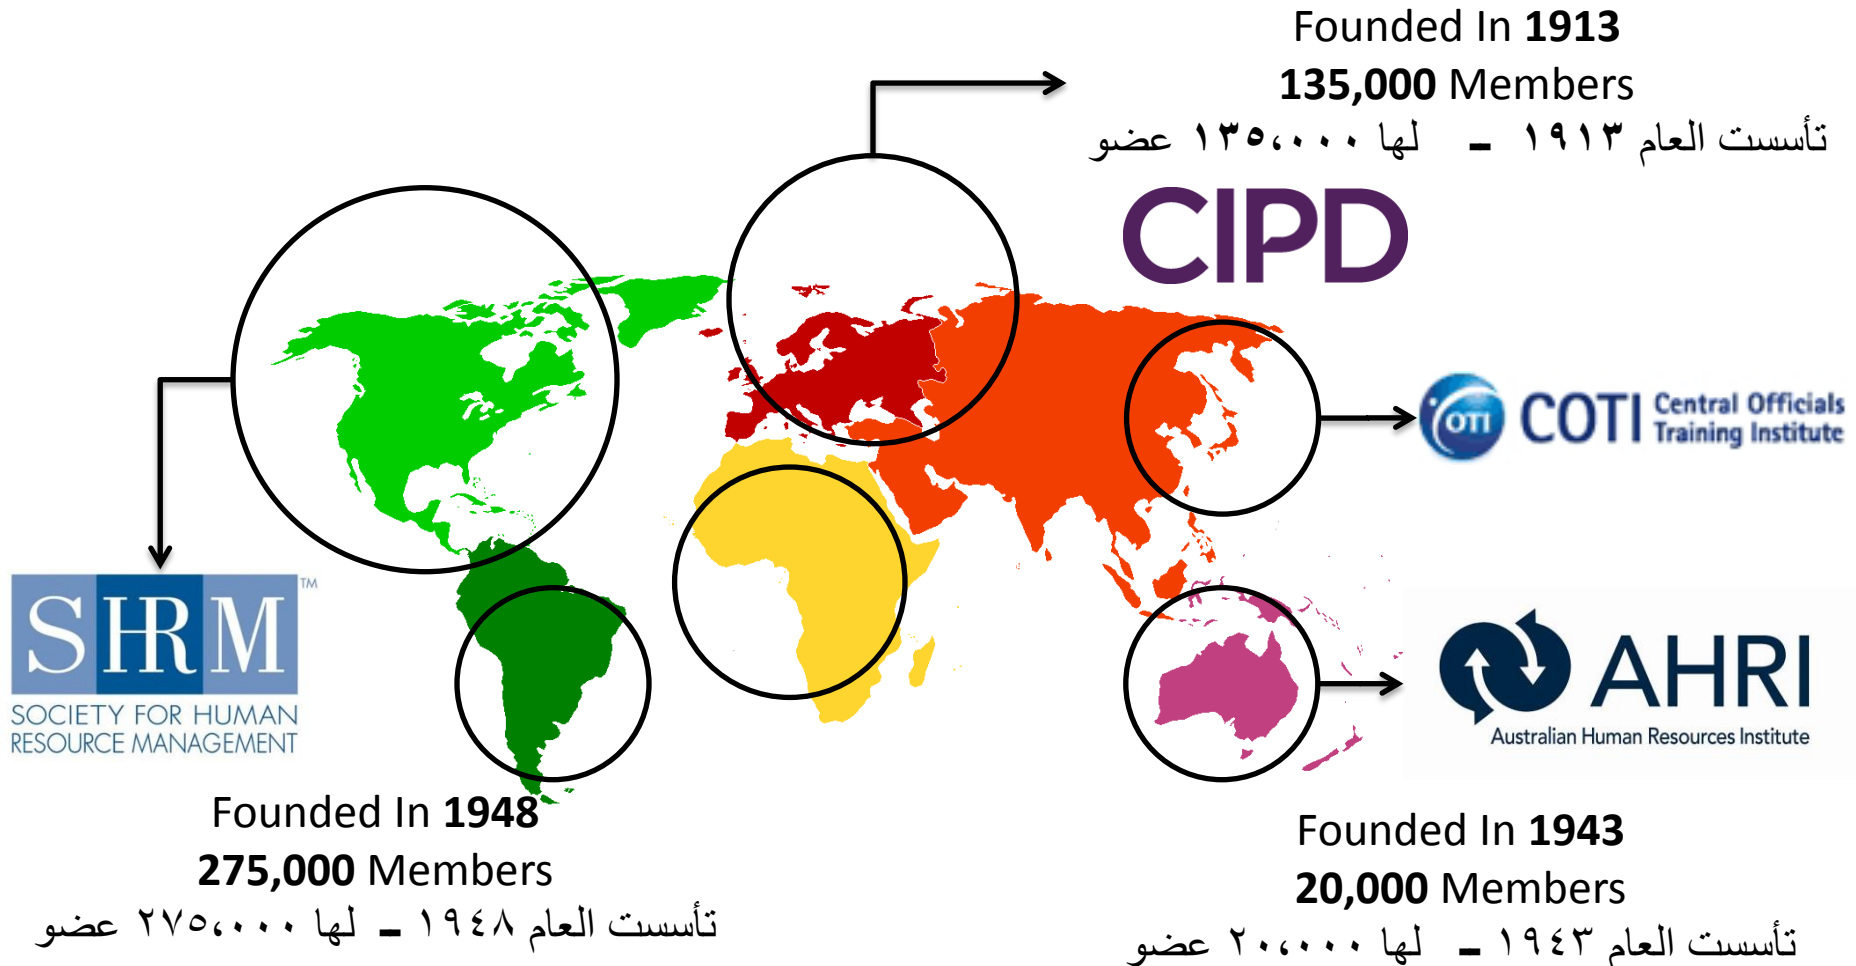 Founded In 1913
135,000 Members
تأسست العام ١٩١٣ - لها ١٣٥،٠٠٠ عضو
CIPD
COTI
COTI Central Officials
Training Institute
SHRM™
SOCIETY FOR HUMAN
RESOURCE MANAGEMENT
AHRI
Australian Human Resources Institute
Founded In 1948
275,000 Members
تأسست العام ١٩٤٨ - لها ٢٧٥،٠٠٠ عضو
Founded In 1943
20,000 Members
تأسست العام ١٩٤٣ - لها ٢٠،٠٠٠ عضو